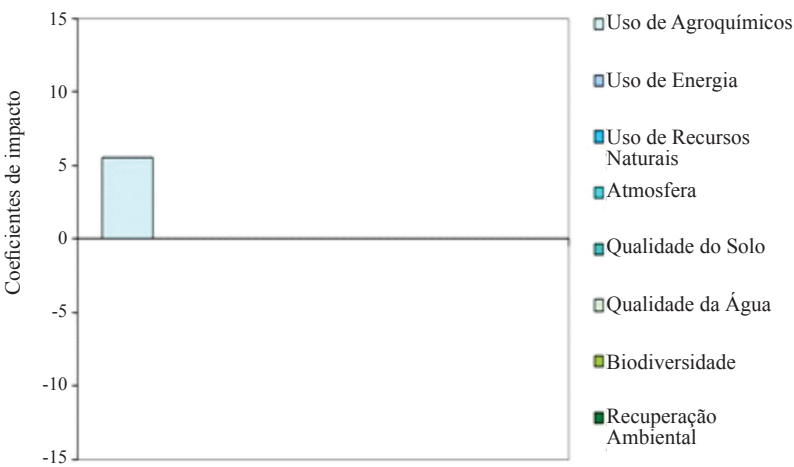 Coeficientes de impacto
15
10
5
0
-5
-10
-15
Uso de Agroquímicos
Uso de Energia
Uso de Recursos
Naturais
Atmosfera
Qualidade do Solo
Qualidade da Água
Biodiversidade
Recuperação
Ambiental